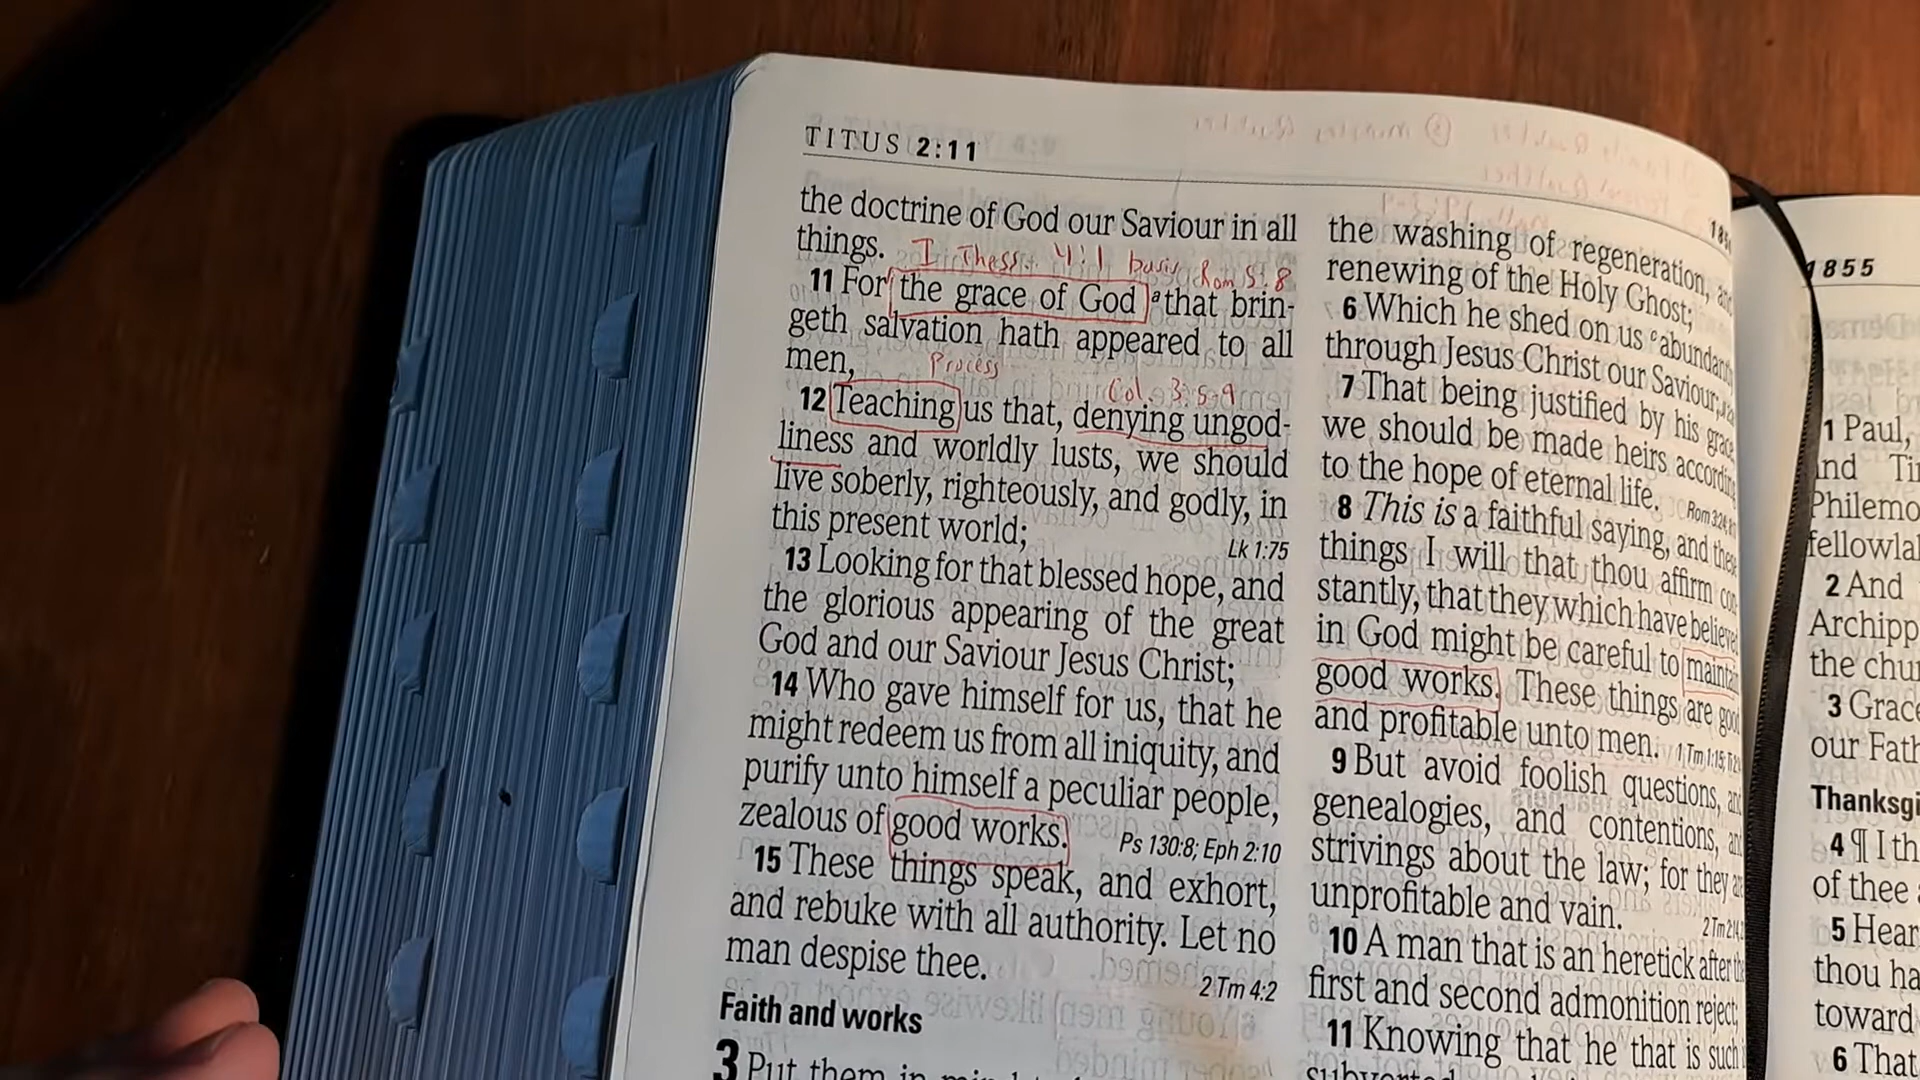 TITUS 2:11
the doctrine of God our Saviour in all
things. I Thess. 4:1 basis Rom 5:8
11 For the grace of God ᵃthat brin-
geth salvation hath appeared to all
men, Process
Col. 3:5-9
12 Teaching us that, denying ungod-
liness and worldly lusts, we should
live soberly, righteously, and godly, in
this present world;
Lk 1:75
13 Looking for that blessed hope, and
the glorious appearing of the great
God and our Saviour Jesus Christ;
14 Who gave himself for us, that he
might redeem us from all iniquity, and
purify unto himself a peculiar people,
zealous of good works.
Ps 130:8; Eph 2:10
15 These things speak, and exhort,
and rebuke with all authority. Let no
man despise thee.
2 Tm 4:2
Faith and works
3 Put them in
the washing of regeneration,
renewing of the Holy Ghost;
6 Which he shed on us
through Jesus Christ our Saviour;
7 That being justified by his grace
we should be made heirs
to the hope of eternal life.
8 This is a faithful saying, and
things I will that thou affirm
stantly, that they which have
in God might be careful to
good works. These things are
and profitable unto men.
9 But avoid foolish questions,
genealogies, and contentions,
strivings about the law; for they
unprofitable and vain.
10 A man that is an heretick after
first and second admonition reject;
11 Knowing that he that is such
1855
1 Paul,
fellowla
2 And
Archipp
the chu
3 Grac
our Fath
Thanksgi
4 ¶ I th
of thee
5 Hear
thou ha
toward
6 That